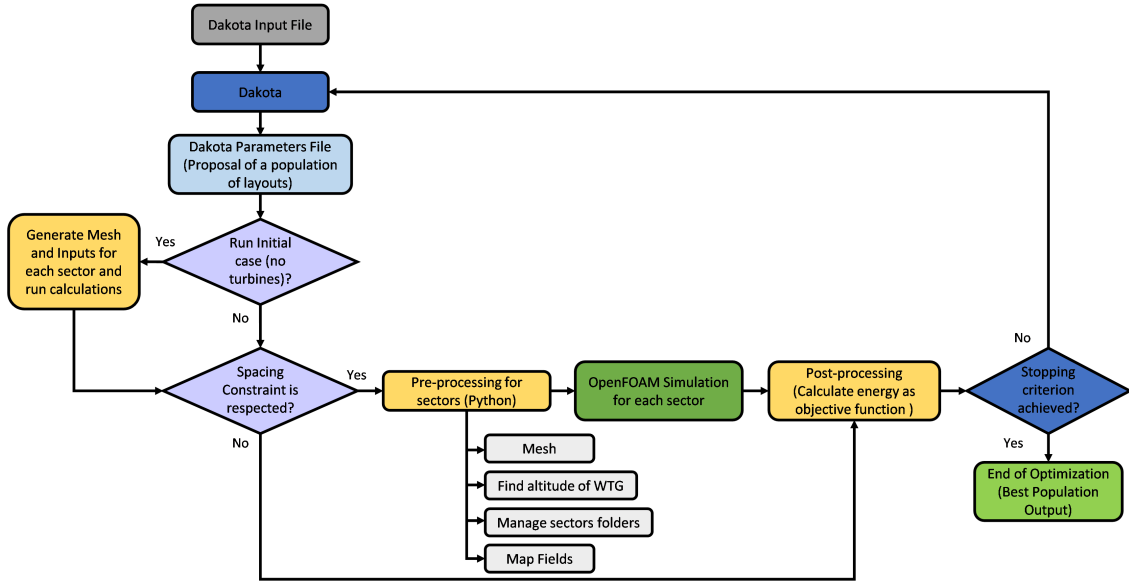 Dakota Input File
Dakota
Dakota Parameters File
(Proposal of a population
of layouts)
Generate Mesh
and Inputs for
each sector and
run calculations
Yes
Run Initial
case (no
turbines)?
No
No
Spacing
Constraint is
respected?
Yes
Pre-processing for
sectors (Python)
OpenFOAM Simulation
for each sector
Post-processing
(Calculate energy as
objective function )
Stopping
criterion
achieved?
No
Yes
Mesh
Find altitude of WTG
Manage sectors folders
Map Fields
End of Optimization
(Best Population
Output)